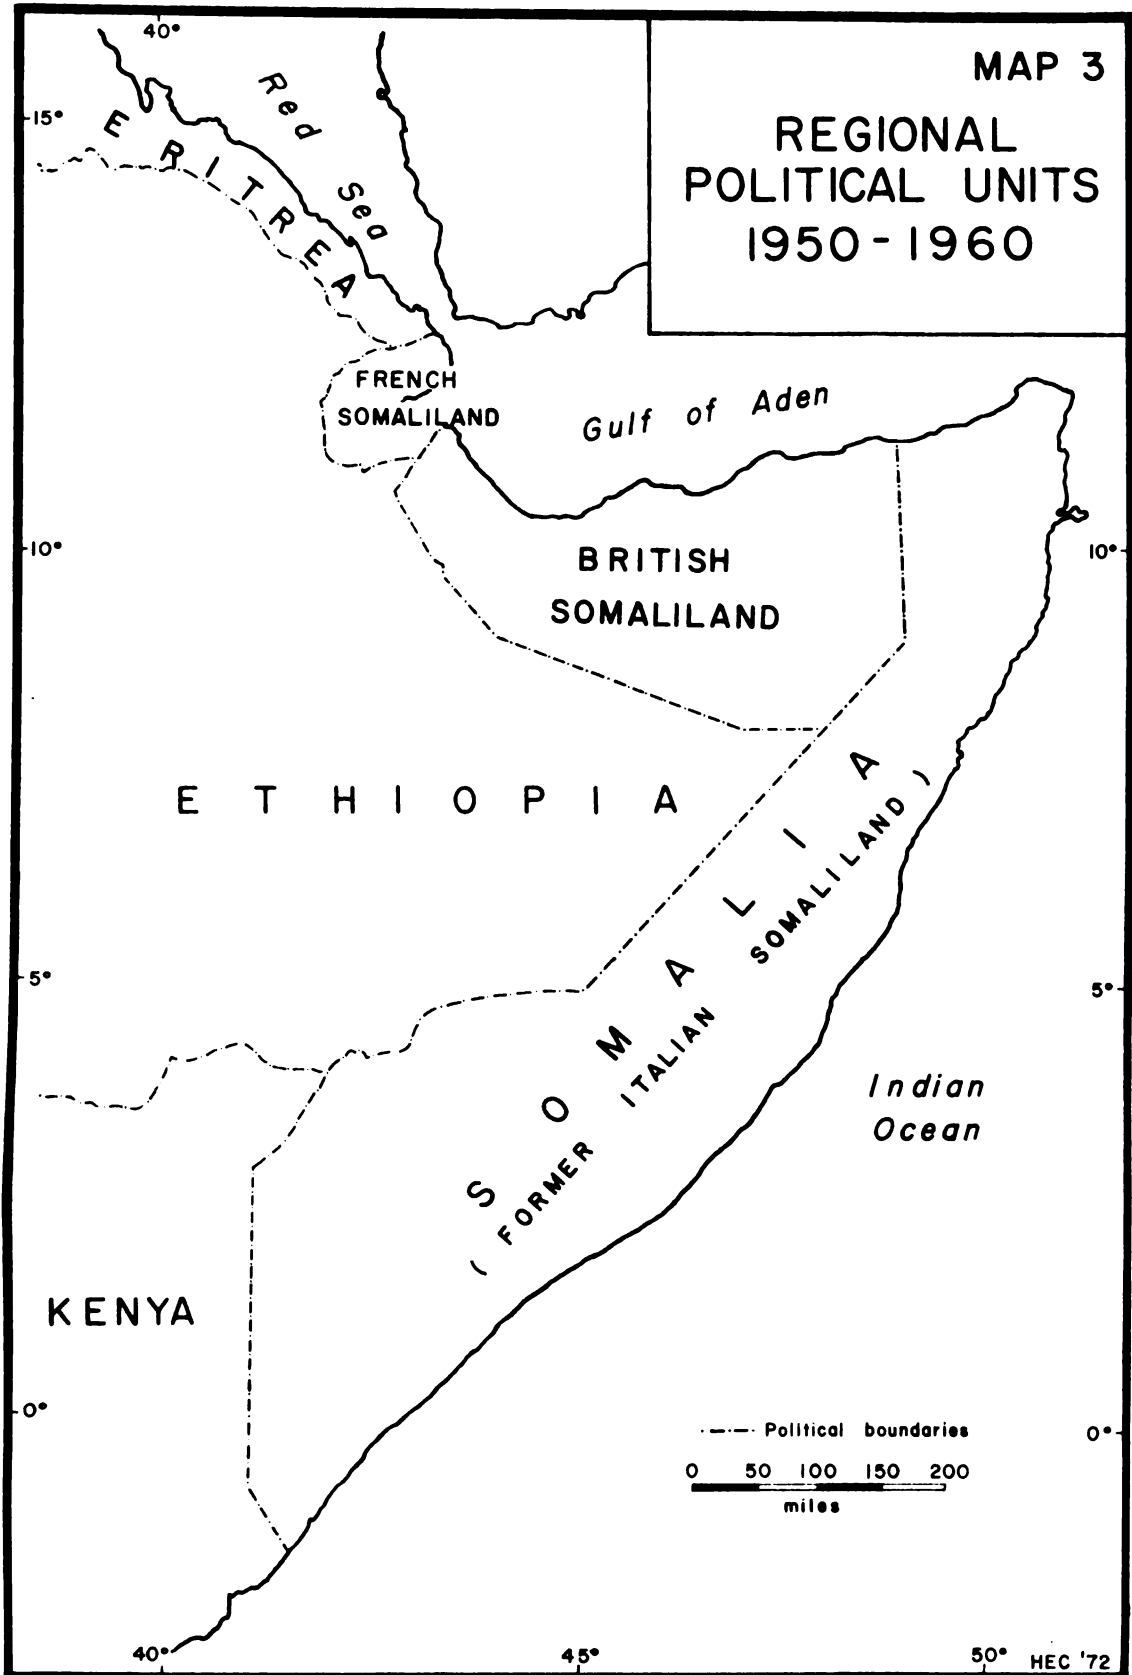 MAP 3
REGIONAL
POLITICAL UNITS
1950-1960
40°
15°
Red Sea
ERITREA
FRENCH
SOMALILAND
Gulf of Aden
10°
10°
BRITISH
SOMALILAND
ETHIOPIA
SOMALIA
(FORMER ITALIAN SOMALILAND)
5°
5°
Indian
Ocean
KENYA
0°
0°
Political boundaries
0 50 100 150 200
miles
40°
45°
50°
HEC '72